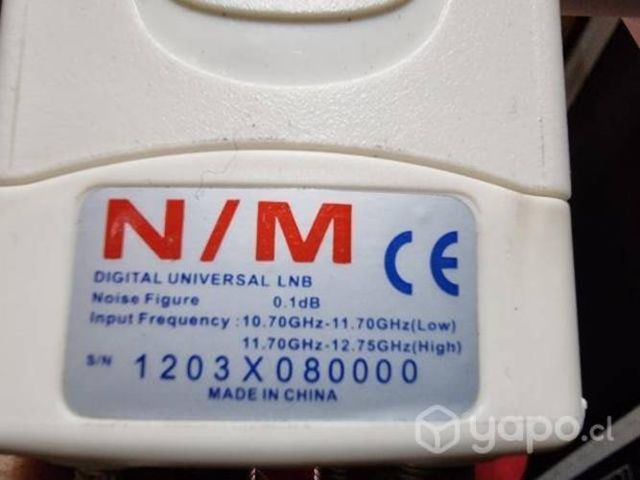 N/M CE
DIGITAL UNIVERSAL LNB
Noise Figure 0.1dB
Input Frequency : 10.70GHz-11.70GHz(Low)
11.70GHz-12.75GHz(High)
S/N 1203X080000
MADE IN CHINA
yapo.cl